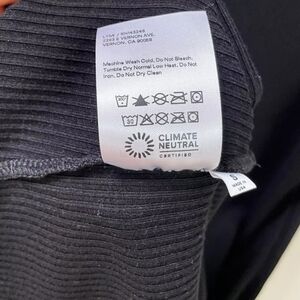 VERNON AVE.
VERNON, CA 90058
Machine Wash Cold, Do Not Bleach,
Tumble Dry Normal Low Heat, Do Not
Iron, Do Not Dry Clean
30
CLIMATE
NEUTRAL
CERTIFIED
S
MADE IN
USA